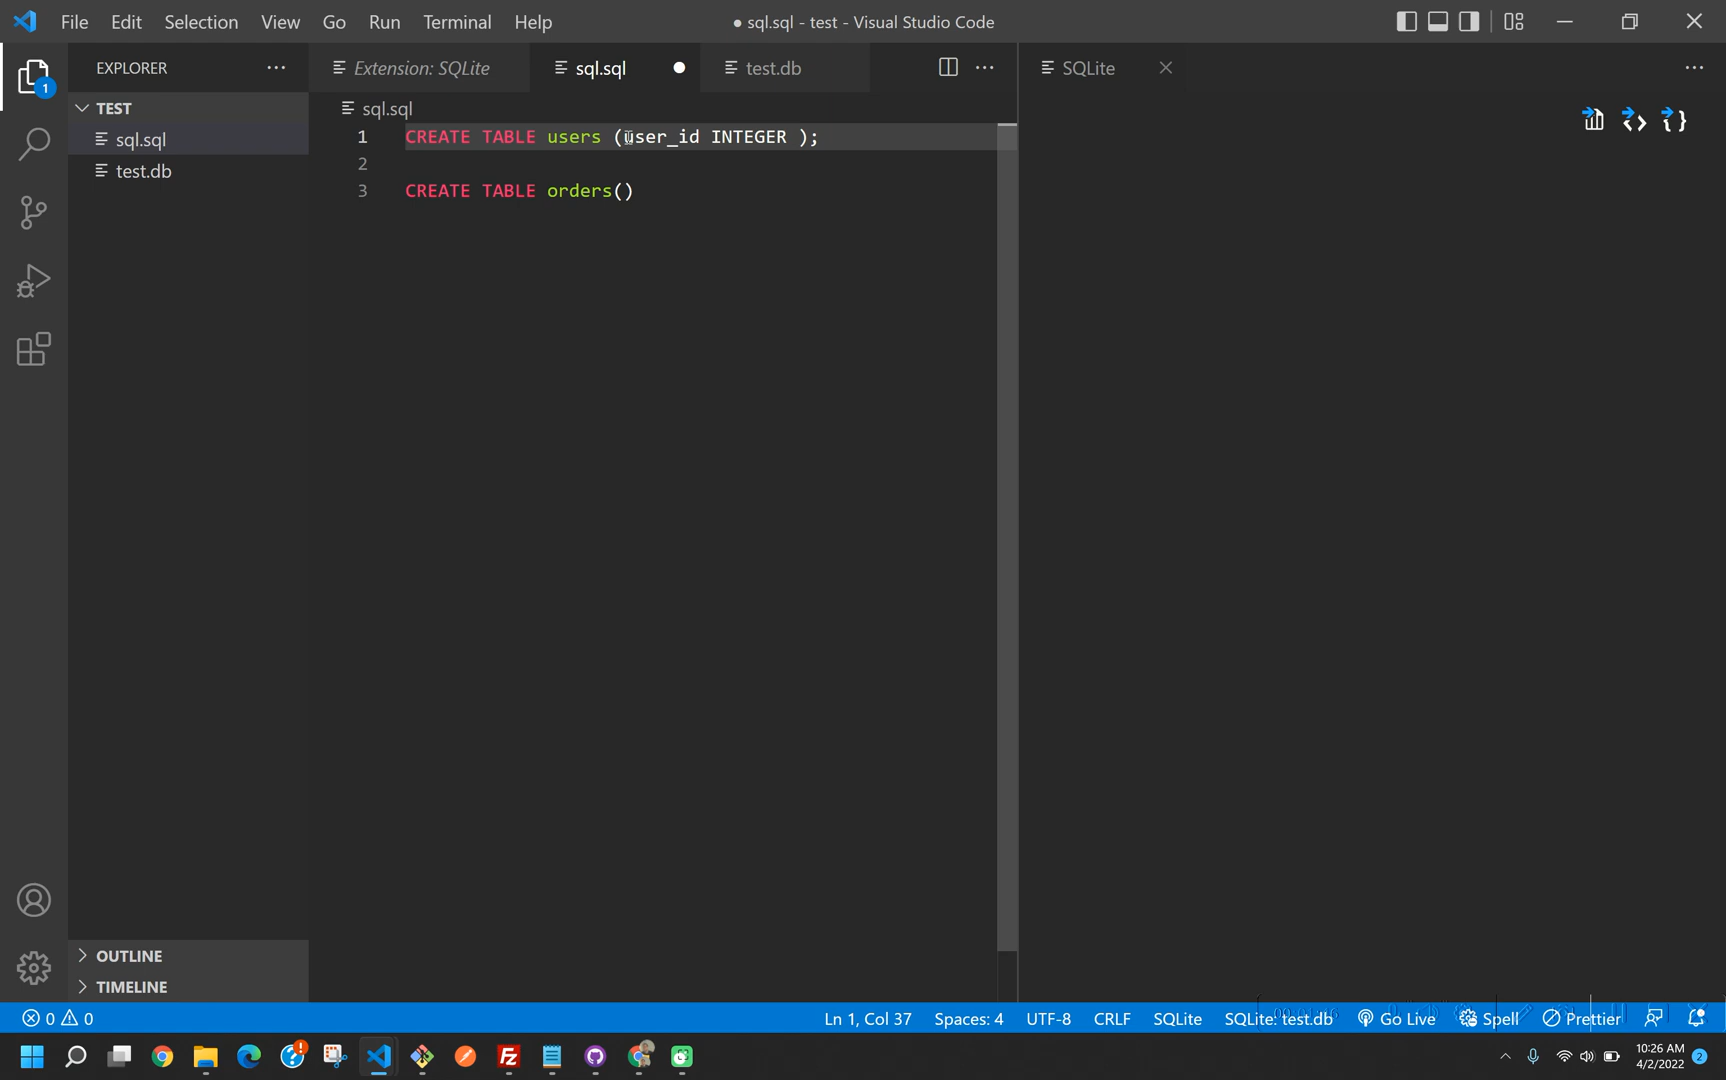 File Edit Selection View Go Run Terminal Help
● sql.sql - test - Visual Studio Code
EXPLORER
Extension: SQLite
sql.sql
test.db
SQLite
TEST
sql.sql
test.db
sql.sql
1 CREATE TABLE users (user_id INTEGER );
2
3 CREATE TABLE orders()
1
OUTLINE
TIMELINE
0 0
Ln 1, Col 37
Spaces: 4
UTF-8
CRLF
SQLite
SQLite: test.db
Go Live
Spell
Prettier
10:26 AM
4/2/2022
2